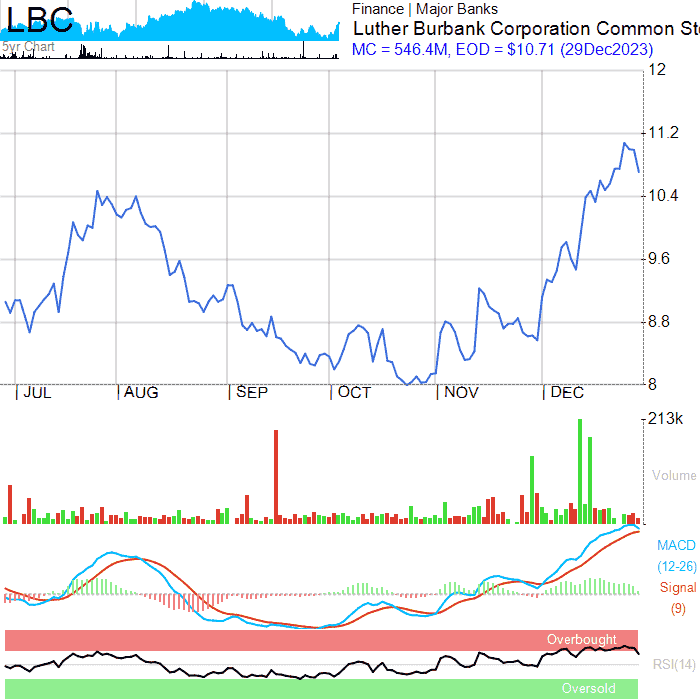 LBC
5yr Chart
Finance | Major Banks
Luther Burbank Corporation Common Sto
MC = 546.4M, EOD = $10.71 (29Dec2023)
12
11.2
10.4
9.6
8.8
8
JUL AUG SEP OCT NOV DEC
213k
Volume
MACD
(12-26)
Signal
(9)
Overbought
RSI(14)
Oversold